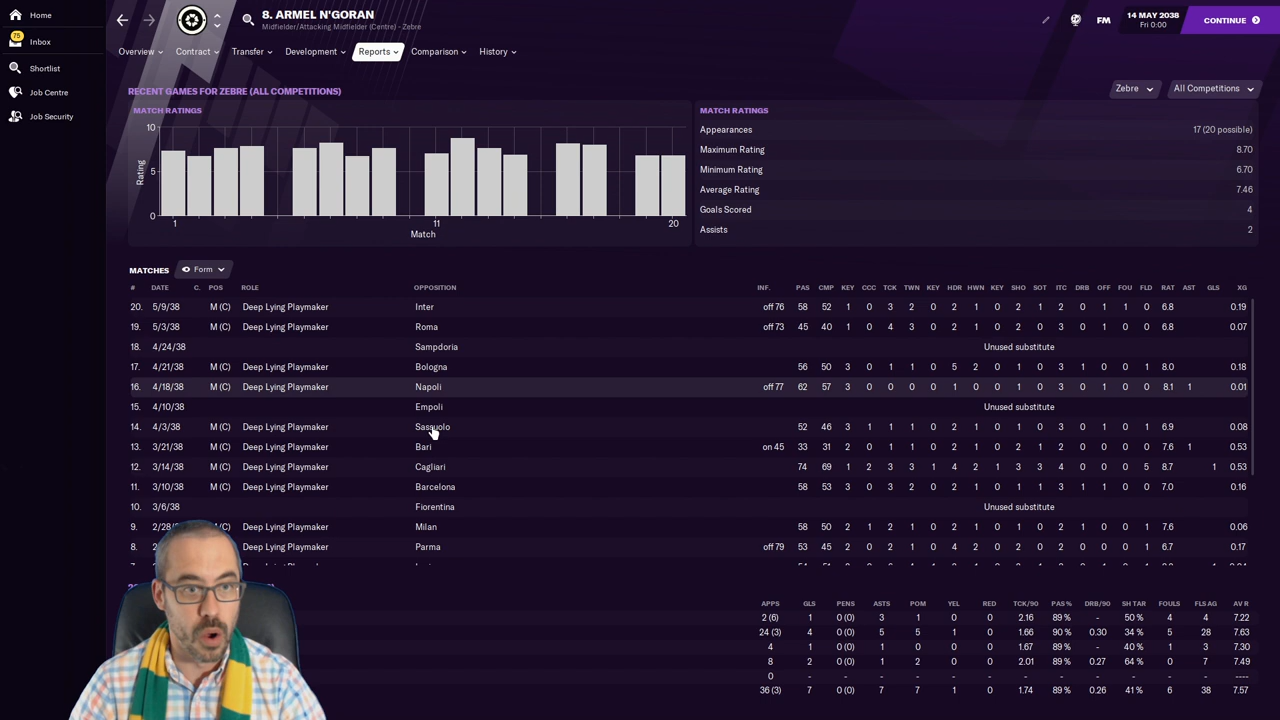 Home
8. ARMEL N'GORAN
Midfielder/Attacking Midfielder (Centre) - Zebre
FM
14 MAY 2038
Fri 0:00
CONTINUE
75
Inbox
Shortlist
Job Centre
Job Security
Overview Contract Transfer Development Reports Comparison History
RECENT GAMES FOR ZEBRE (ALL COMPETITIONS)
Zebre All Competitions
MATCH RATINGS
10
5
0
Rating
1 11 20
Match
MATCH RATINGS
Appearances 17 (20 possible)
Maximum Rating 8.70
Minimum Rating 6.70
Average Rating 7.46
Goals Scored 4
Assists 2
MATCHES Form
# DATE C. POS ROLE OPPOSITION INF. PAS CMP KEY CCC TCK TWN KEY HDR HWN KEY SHO SOT ITC DRB OFF FOU FLD RAT AST GLS XG
20. 5/9/38 M (C) Deep Lying Playmaker Inter off 76 58 52 1 0 3 2 0 2 1 0 2 1 2 0 1 1 0 6.8 0.19
19. 5/3/38 M (C) Deep Lying Playmaker Roma off 73 45 40 1 0 4 3 0 2 1 0 2 0 3 0 1 0 0 6.8 0.07
18. 4/24/38 Sampdoria Unused substitute
17. 4/21/38 M (C) Deep Lying Playmaker Bologna 56 50 3 0 1 1 0 5 2 0 1 0 3 1 0 0 1 8.0 0.18
16. 4/18/38 M (C) Deep Lying Playmaker Napoli off 77 62 57 3 0 0 0 0 1 0 0 1 0 3 0 1 0 0 8.1 1 0.01
15. 4/10/38 Empoli Unused substitute
14. 4/3/38 M (C) Deep Lying Playmaker Sassuolo 52 46 3 1 1 1 0 2 1 0 1 0 3 0 0 0 1 6.9 0.08
13. 3/21/38 M (C) Deep Lying Playmaker Bari on 45 33 31 2 0 3 2 0 2 1 0 2 1 2 0 0 0 1 7.6 1 0.53
12. 3/14/38 M (C) Deep Lying Playmaker Cagliari 74 69 1 2 3 3 1 4 2 1 3 3 4 0 0 0 5 8.7 1 0.53
11. 3/10/38 M (C) Deep Lying Playmaker Barcelona 58 53 3 0 3 2 0 2 0 1 1 1 3 1 1 0 0 7.0 0.16
10. 3/6/38 Fiorentina Unused substitute
9. 2/28/ (C) Deep Lying Playmaker Milan 58 50 2 1 2 1 0 2 1 0 1 0 2 0 0 0 1 7.6 0.06
8. Deep Lying Playmaker Parma off 79 53 45 2 0 2 1 0 4 2 0 2 0 2 0 0 0 1 6.7 0.17
APPS GLS PENS ASTS POM YEL RED TCK/90 PAS % DRB/90 SH TAR FOULS FLS AG AV R
2 (6) 1 0 (0) 3 1 0 0 2.16 89 % - 50 % 4 4 7.22
24 (3) 4 0 (0) 5 5 1 0 1.66 90 % 0.30 34 % 5 28 7.63
4 1 0 (0) 1 0 0 0 1.67 89 % - 40 % 1 3 7.30
8 2 0 (0) 1 2 0 0 2.01 89 % 0.27 64 % 0 7 7.49
0 - - - - - - - - - - - - ----
36 (3) 7 0 (0) 7 7 1 0 1.74 89 % 0.26 41 % 6 38 7.57